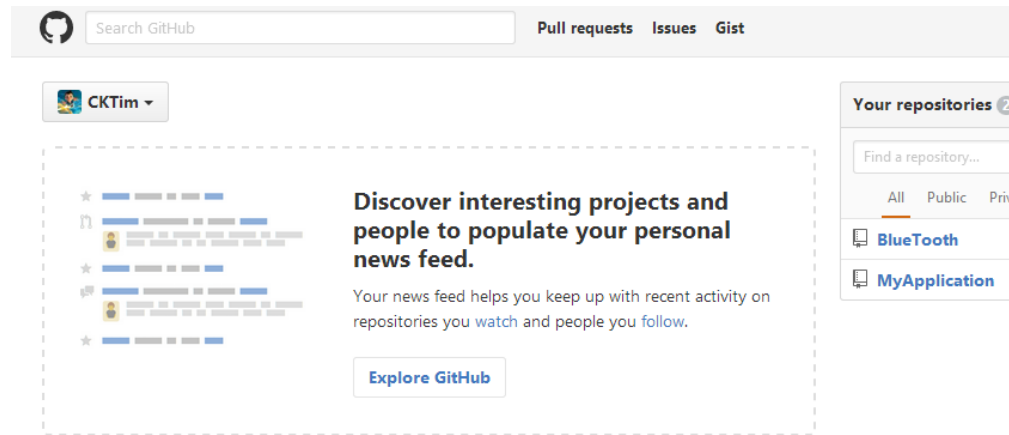 Search GitHub
Pull requests Issues Gist
CKTim
Discover interesting projects and
people to populate your personal
news feed.
Your news feed helps you keep up with recent activity on
repositories you watch and people you follow.
Explore GitHub
Your repositories 2
Find a repository...
All Public Priv
BlueTooth
MyApplication